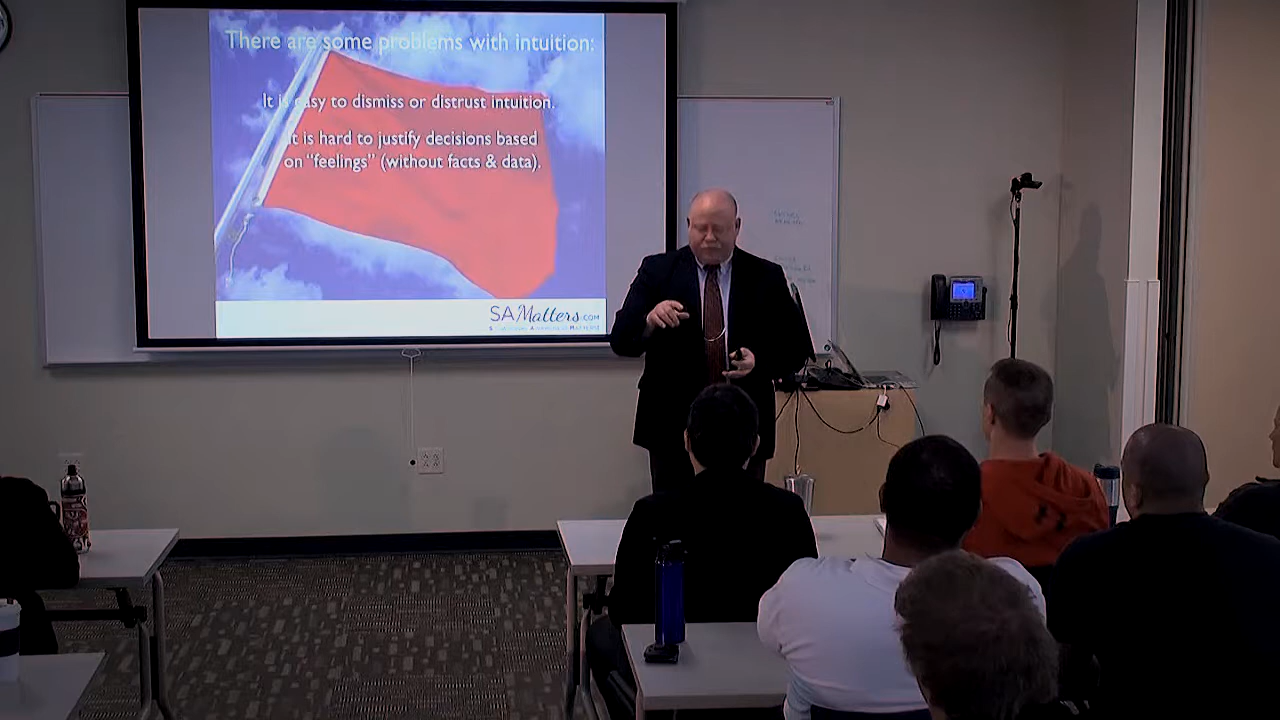 There are some problems with intuition:
It is easy to dismiss or distrust intuition.
It is hard to justify decisions based
on “feelings” (without facts & data).
SAMatters.COM